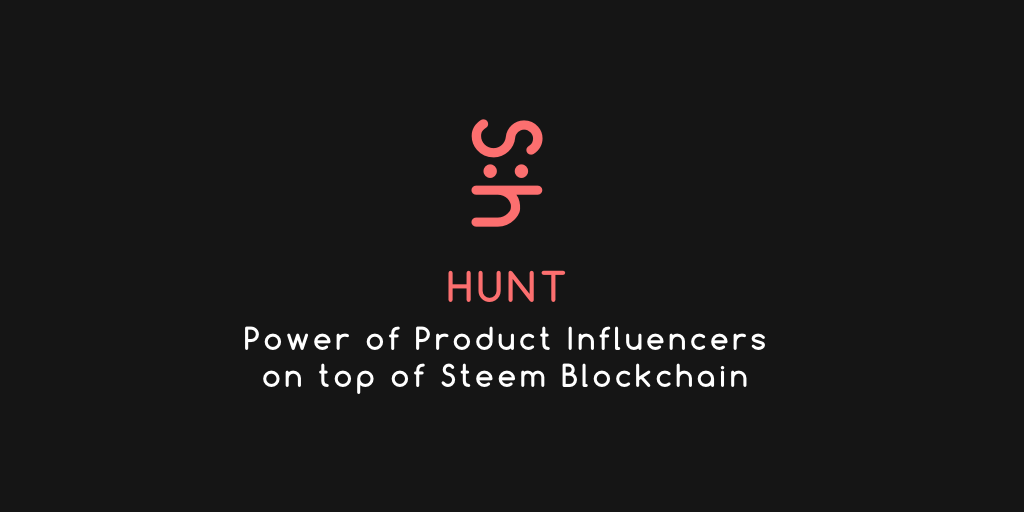 s:h
HUNT
Power of Product Influencers
on top of Steem Blockchain